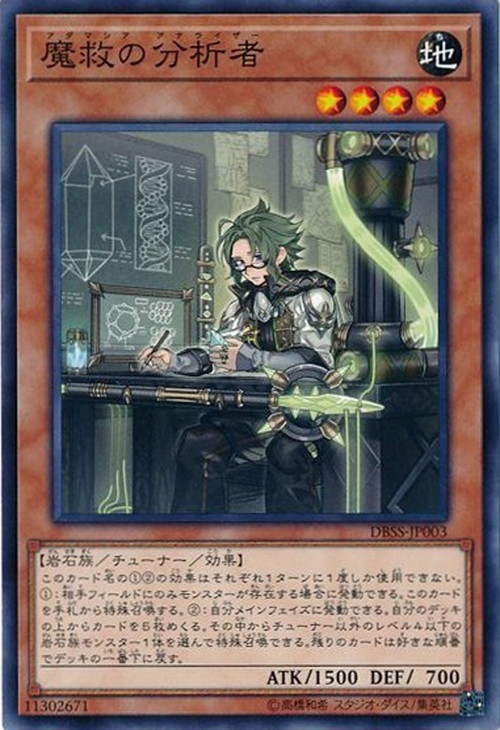 アダマシア アナライザー
魔救の分析者
地
DBSS-JP003
【岩石族／チューナー／効果】
このカード名の①②の効果はそれぞれ１ターンに１度しか使用できない。
①：相手フィールドにのみモンスターが存在する場合に発動できる。このカード
を手札から特殊召喚する。②：自分メインフェイズに発動できる。自分のデッキ
の上からカードを５枚めくる。その中からチューナー以外のレベル４以下の
岩石族モンスター１体を選んで特殊召喚できる。残りのカードは好きな順番
でデッキの一番下に戻す。
ATK/1500 DEF/ 700
11302671
©高橋和希 スタジオ・ダイス/集英社